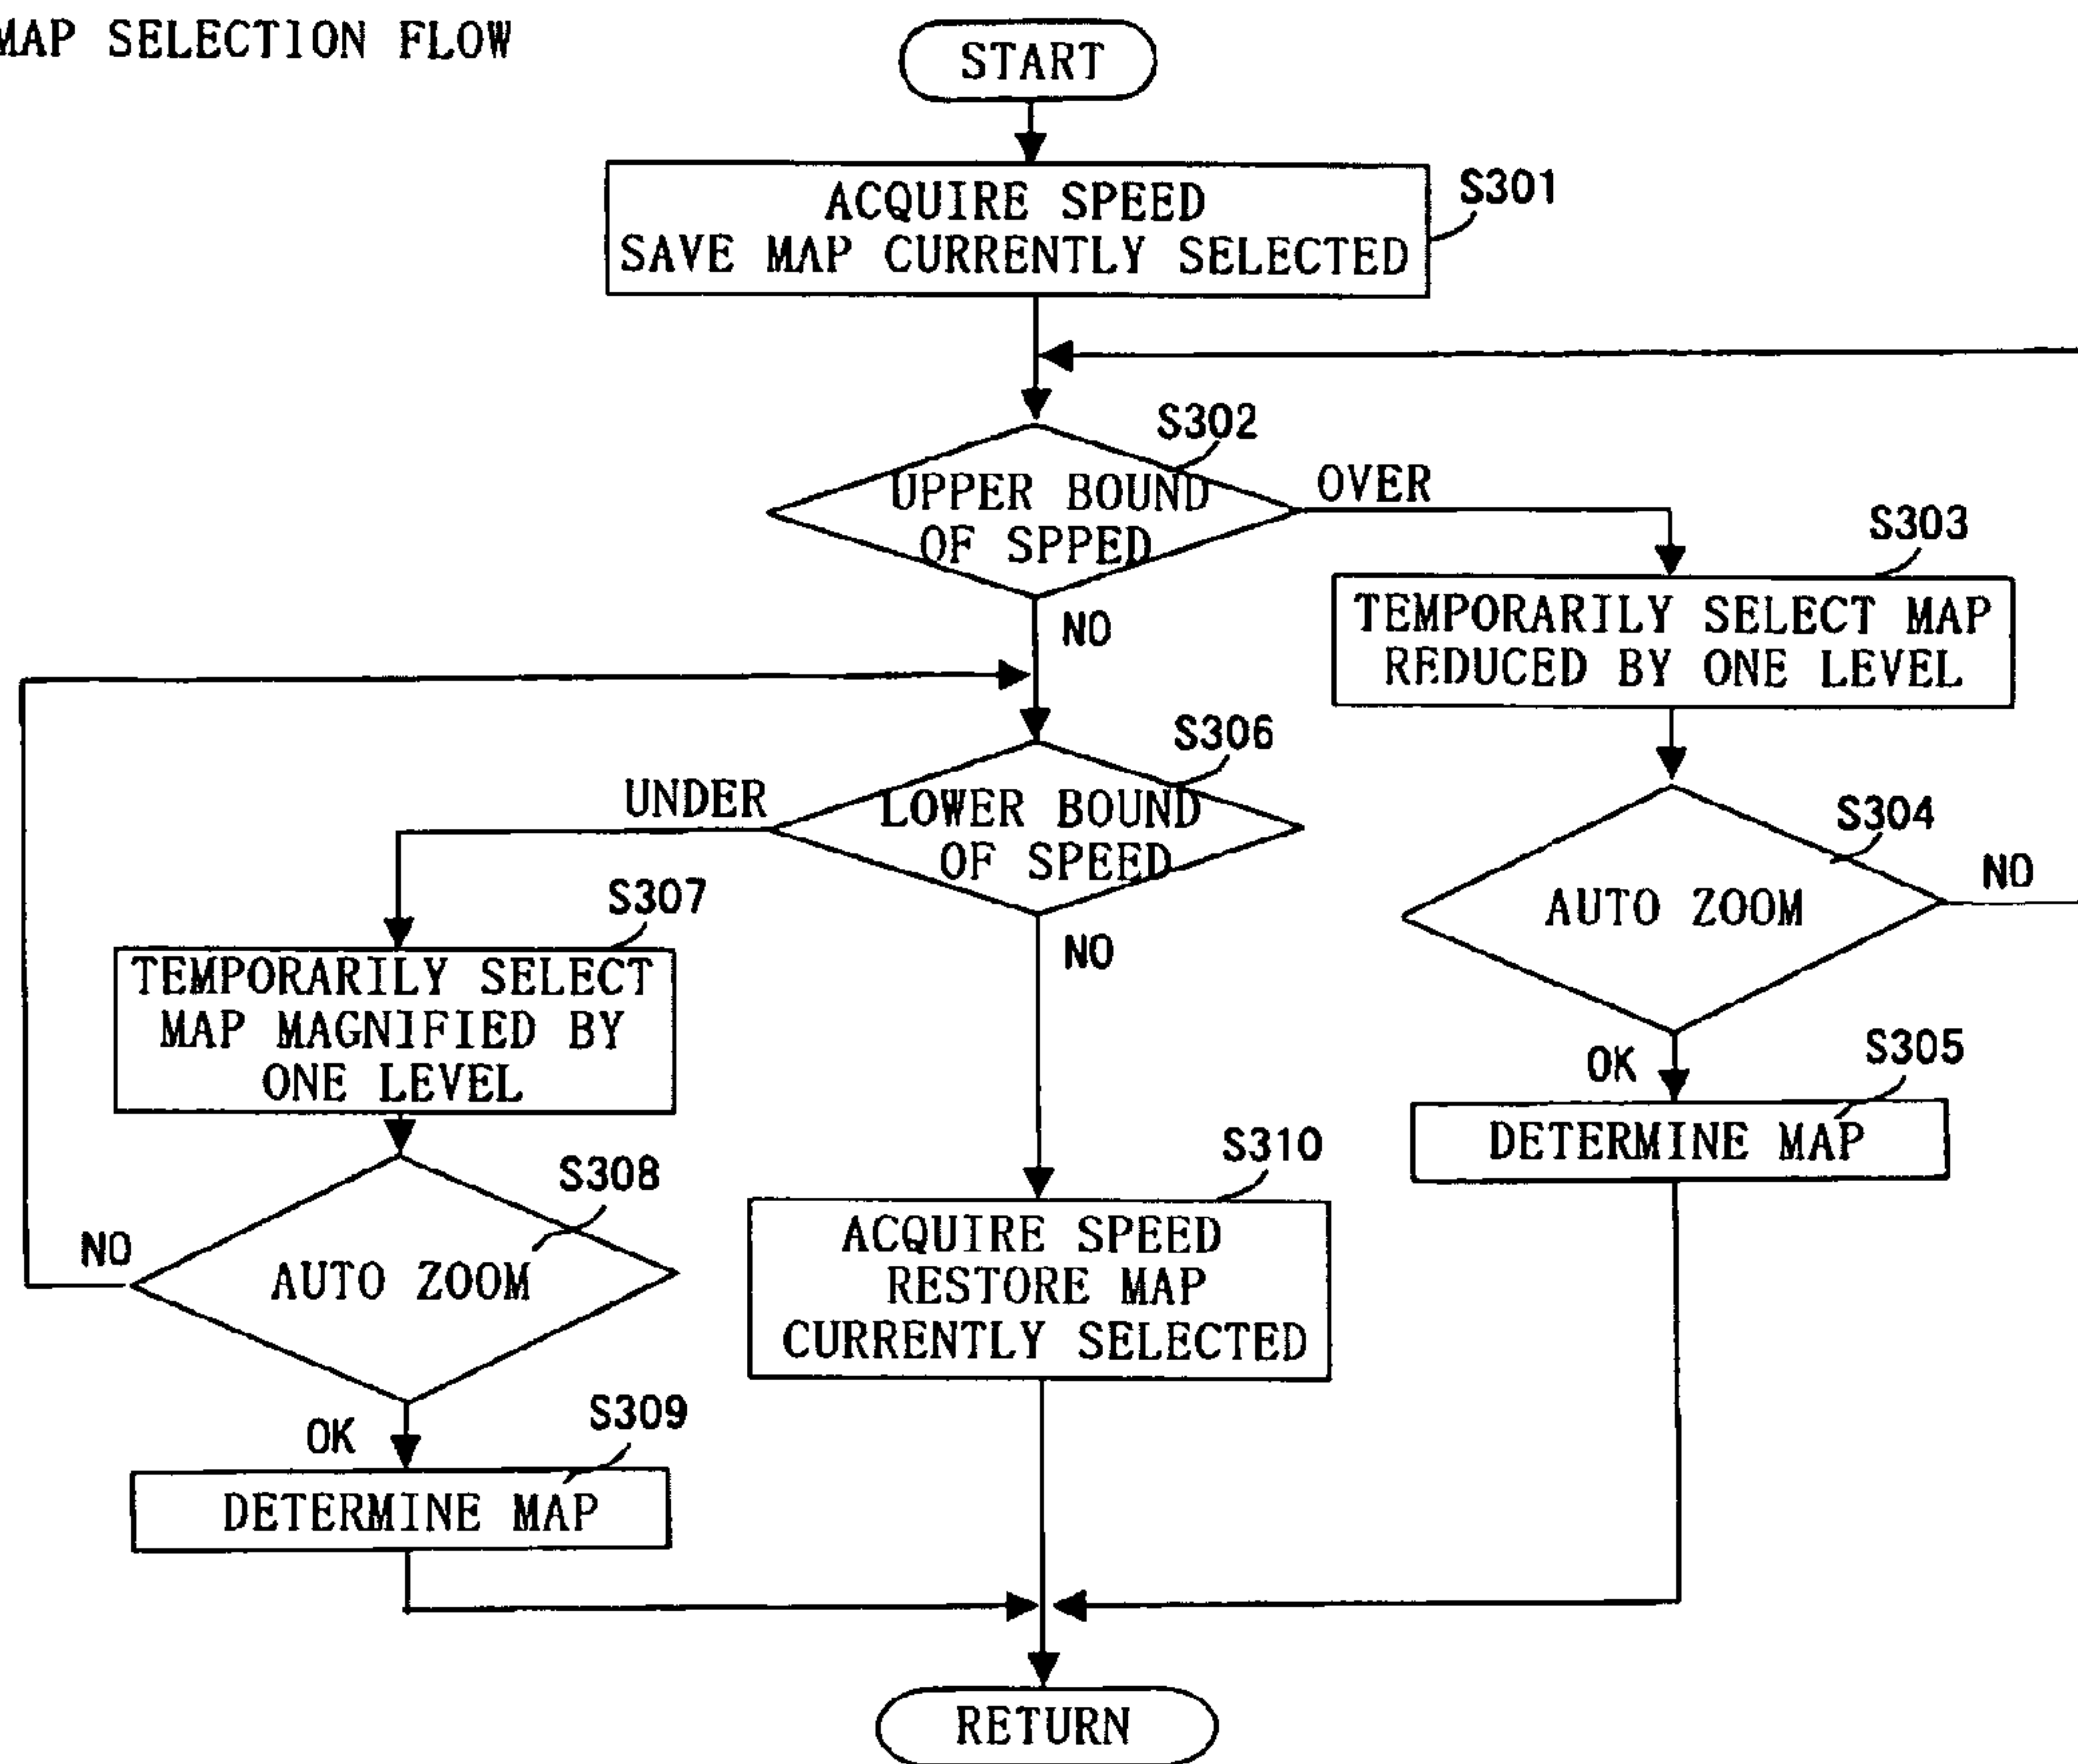 MAP SELECTION FLOW
START
ACQUIRE SPEED
SAVE MAP CURRENTLY SELECTED
S301
S302
UPPER BOUND
OF SPPED
OVER
NO
S303
TEMPORARILY SELECT MAP
REDUCED BY ONE LEVEL
S304
AUTO ZOOM
NO
OK
S305
DETERMINE MAP
S306
LOWER BOUND
OF SPEED
UNDER
NO
S307
TEMPORARILY SELECT
MAP MAGNIFIED BY
ONE LEVEL
S308
AUTO ZOOM
NO
OK
S309
DETERMINE MAP
S310
ACQUIRE SPEED
RESTORE MAP
CURRENTLY SELECTED
RETURN